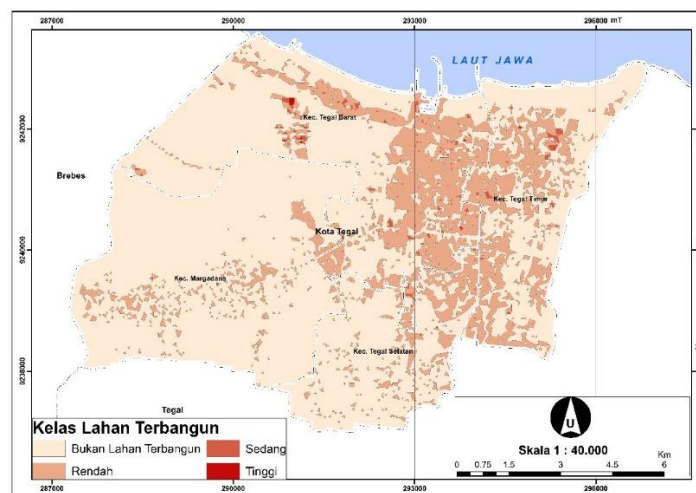 287000 290000 293000 296000 mT
LAUT JAWA
9242000
Kec. Tegal Barat
Brebes
Kec. Tegal Timur
Kota Tegal
9240000
Kec. Margadana
Kec. Tegal Selatan
9238000
Tegal
Kelas Lahan Terbangun
Bukan Lahan Terbangun
Sedang
Rendah
Tinggi
U
Skala 1 : 40.000
Km
0 0.75 1.5 3 4.5 6
287000 290000 293000 296000